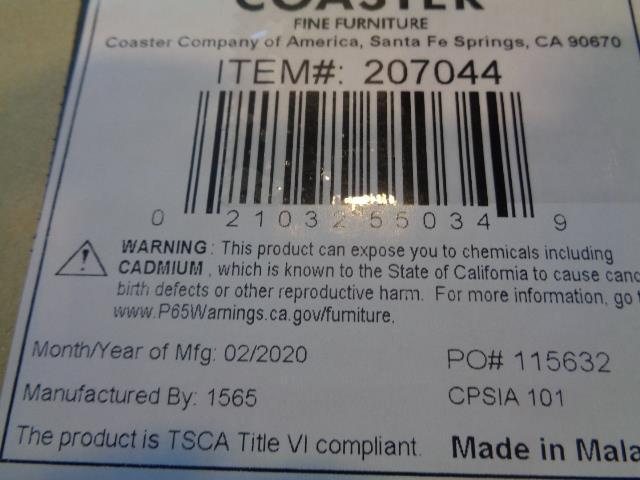 COASTER
FINE FURNITURE
Coaster Company of America, Santa Fe Springs, CA 90670
ITEM#: 207044
0 21032 55034 9
WARNING: This product can expose you to chemicals including
CADMIUM, which is known to the State of California to cause canc
birth defects or other reproductive harm. For more information, go t
www.P65Warnings.ca.gov/furniture.
Month/Year of Mfg: 02/2020
PO# 115632
Manufactured By: 1565
CPSIA 101
The product is TSCA Title VI compliant.
Made in Mala